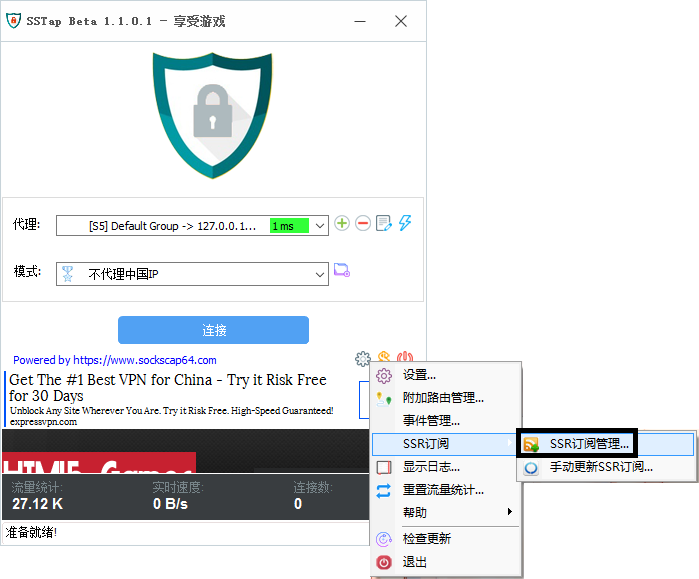 SSTap Beta 1.1.0.1 - 享受游戏
代理:
[S5] Default Group -> 127.0.0.1... 1 ms
模式:
不代理中国IP
连接
Powered by https://www.sockscap64.com
Get The #1 Best VPN for China - Try it Risk Free
for 30 Days
Unblock Any Site Wherever You Are. Try it Risk Free. High-Speed Guaranteed!
expressvpn.com
流量统计:
实时速度:
连接数:
27.12 K
0 B/s
0
准备就绪!
设置...
附加路由管理...
事件管理...
SSR订阅
显示日志...
重置流量统计...
帮助
检查更新
退出
SSR订阅管理...
手动更新SSR订阅...